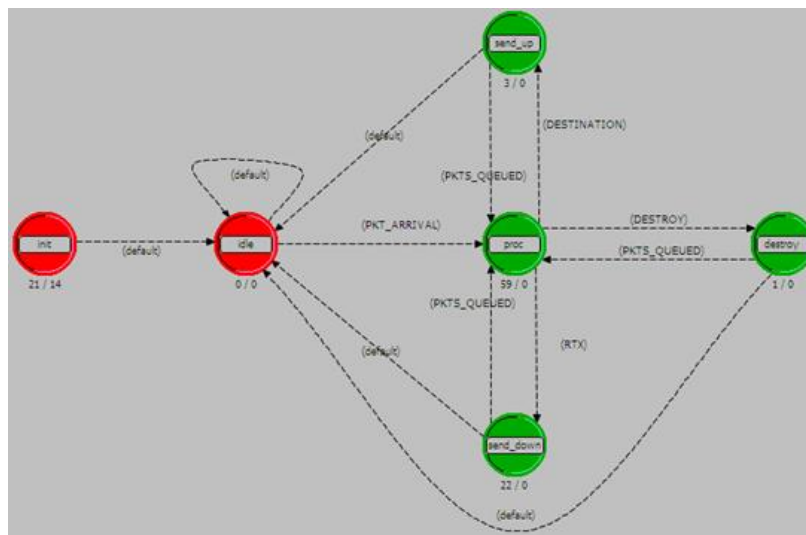 send_up
3 / 0
(default)
(DESTINATION)
(default)
(PKTS_QUEUED)
(PKT_ARRIVAL)
(DESTROY)
init
idle
proc
destroy
(default)
(PKTS_QUEUED)
21 / 14
0 / 0
59 / 0
1 / 0
(PKTS_QUEUED)
(default)
(RTX)
send_down
22 / 0
(default)